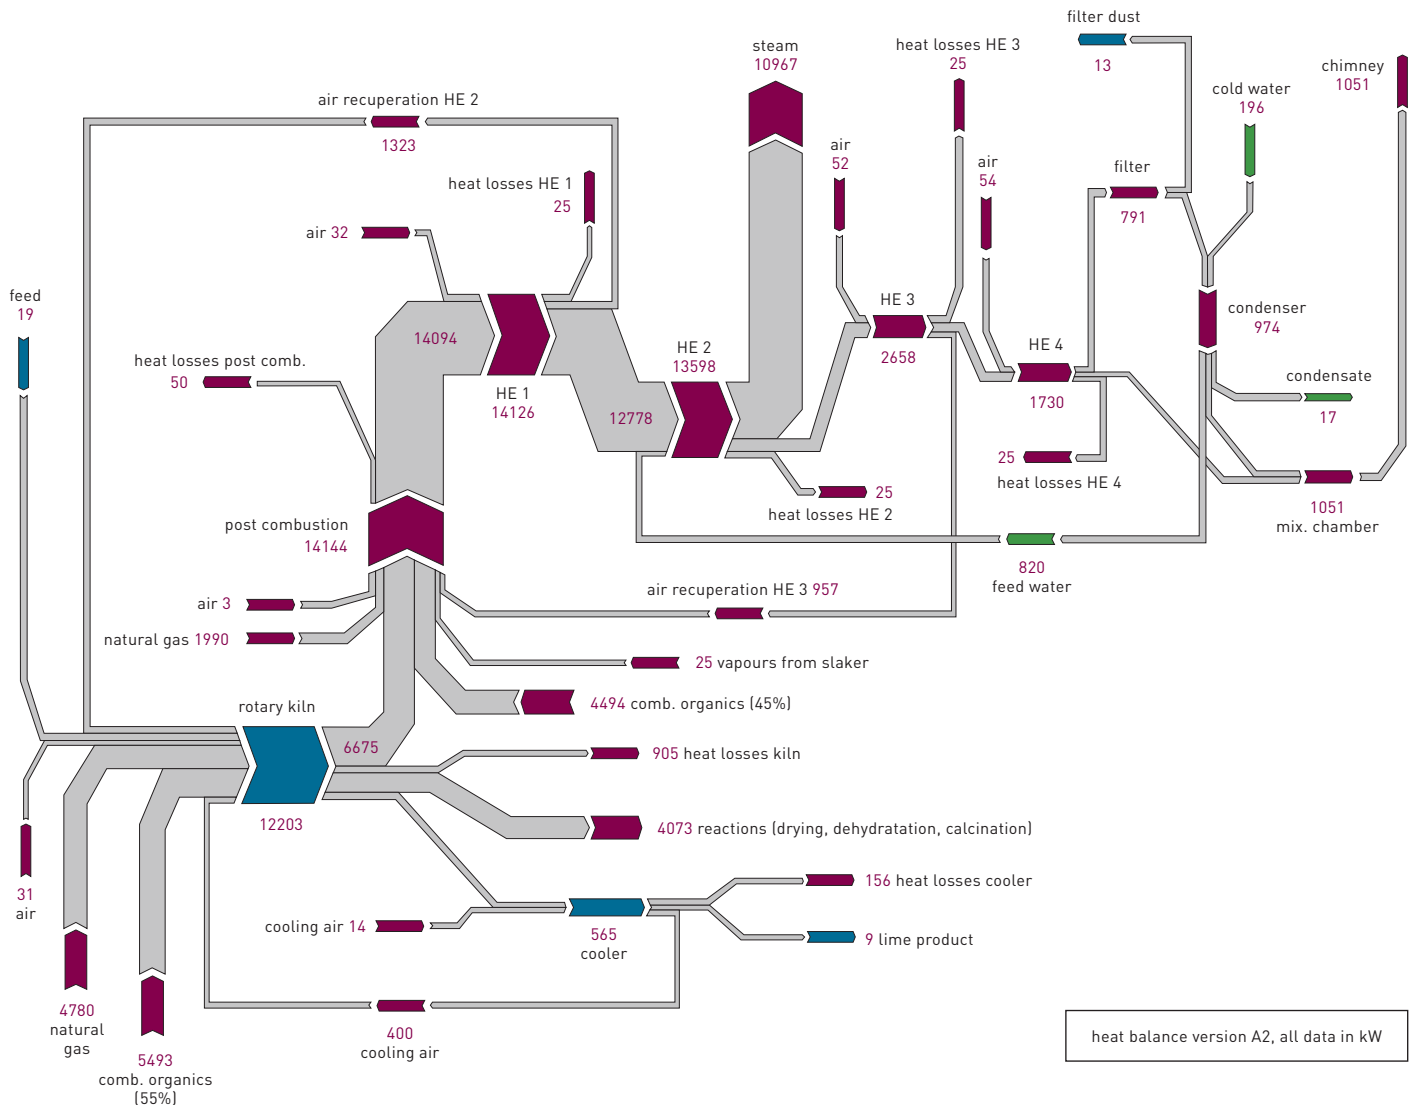 filter dust
13
steam
10967
heat losses HE 3
25
chimney
1051
cold water
196
air recuperation HE 2
1323
air
52
air
54
filter
791
heat losses HE 1
25
air 32
feed
19
HE 3
2658
condenser
974
14094
HE 2
13598
HE 4
1730
heat losses post comb.
50
HE 1
14126
condensate
17
12778
25
heat losses HE 4
25
heat losses HE 2
1051
mix. chamber
post combustion
14144
820
feed water
air recuperation HE 3 957
air 3
natural gas 1990
25 vapours from slaker
4494 comb. organics (45%)
rotary kiln
6675
905 heat losses kiln
12203
4073 reactions (drying, dehydratation, calcination)
31
air
156 heat losses cooler
cooling air 14
565
cooler
9 lime product
4780
natural
gas
400
cooling air
5493
comb. organics
(55%)
heat balance version A2, all data in kW